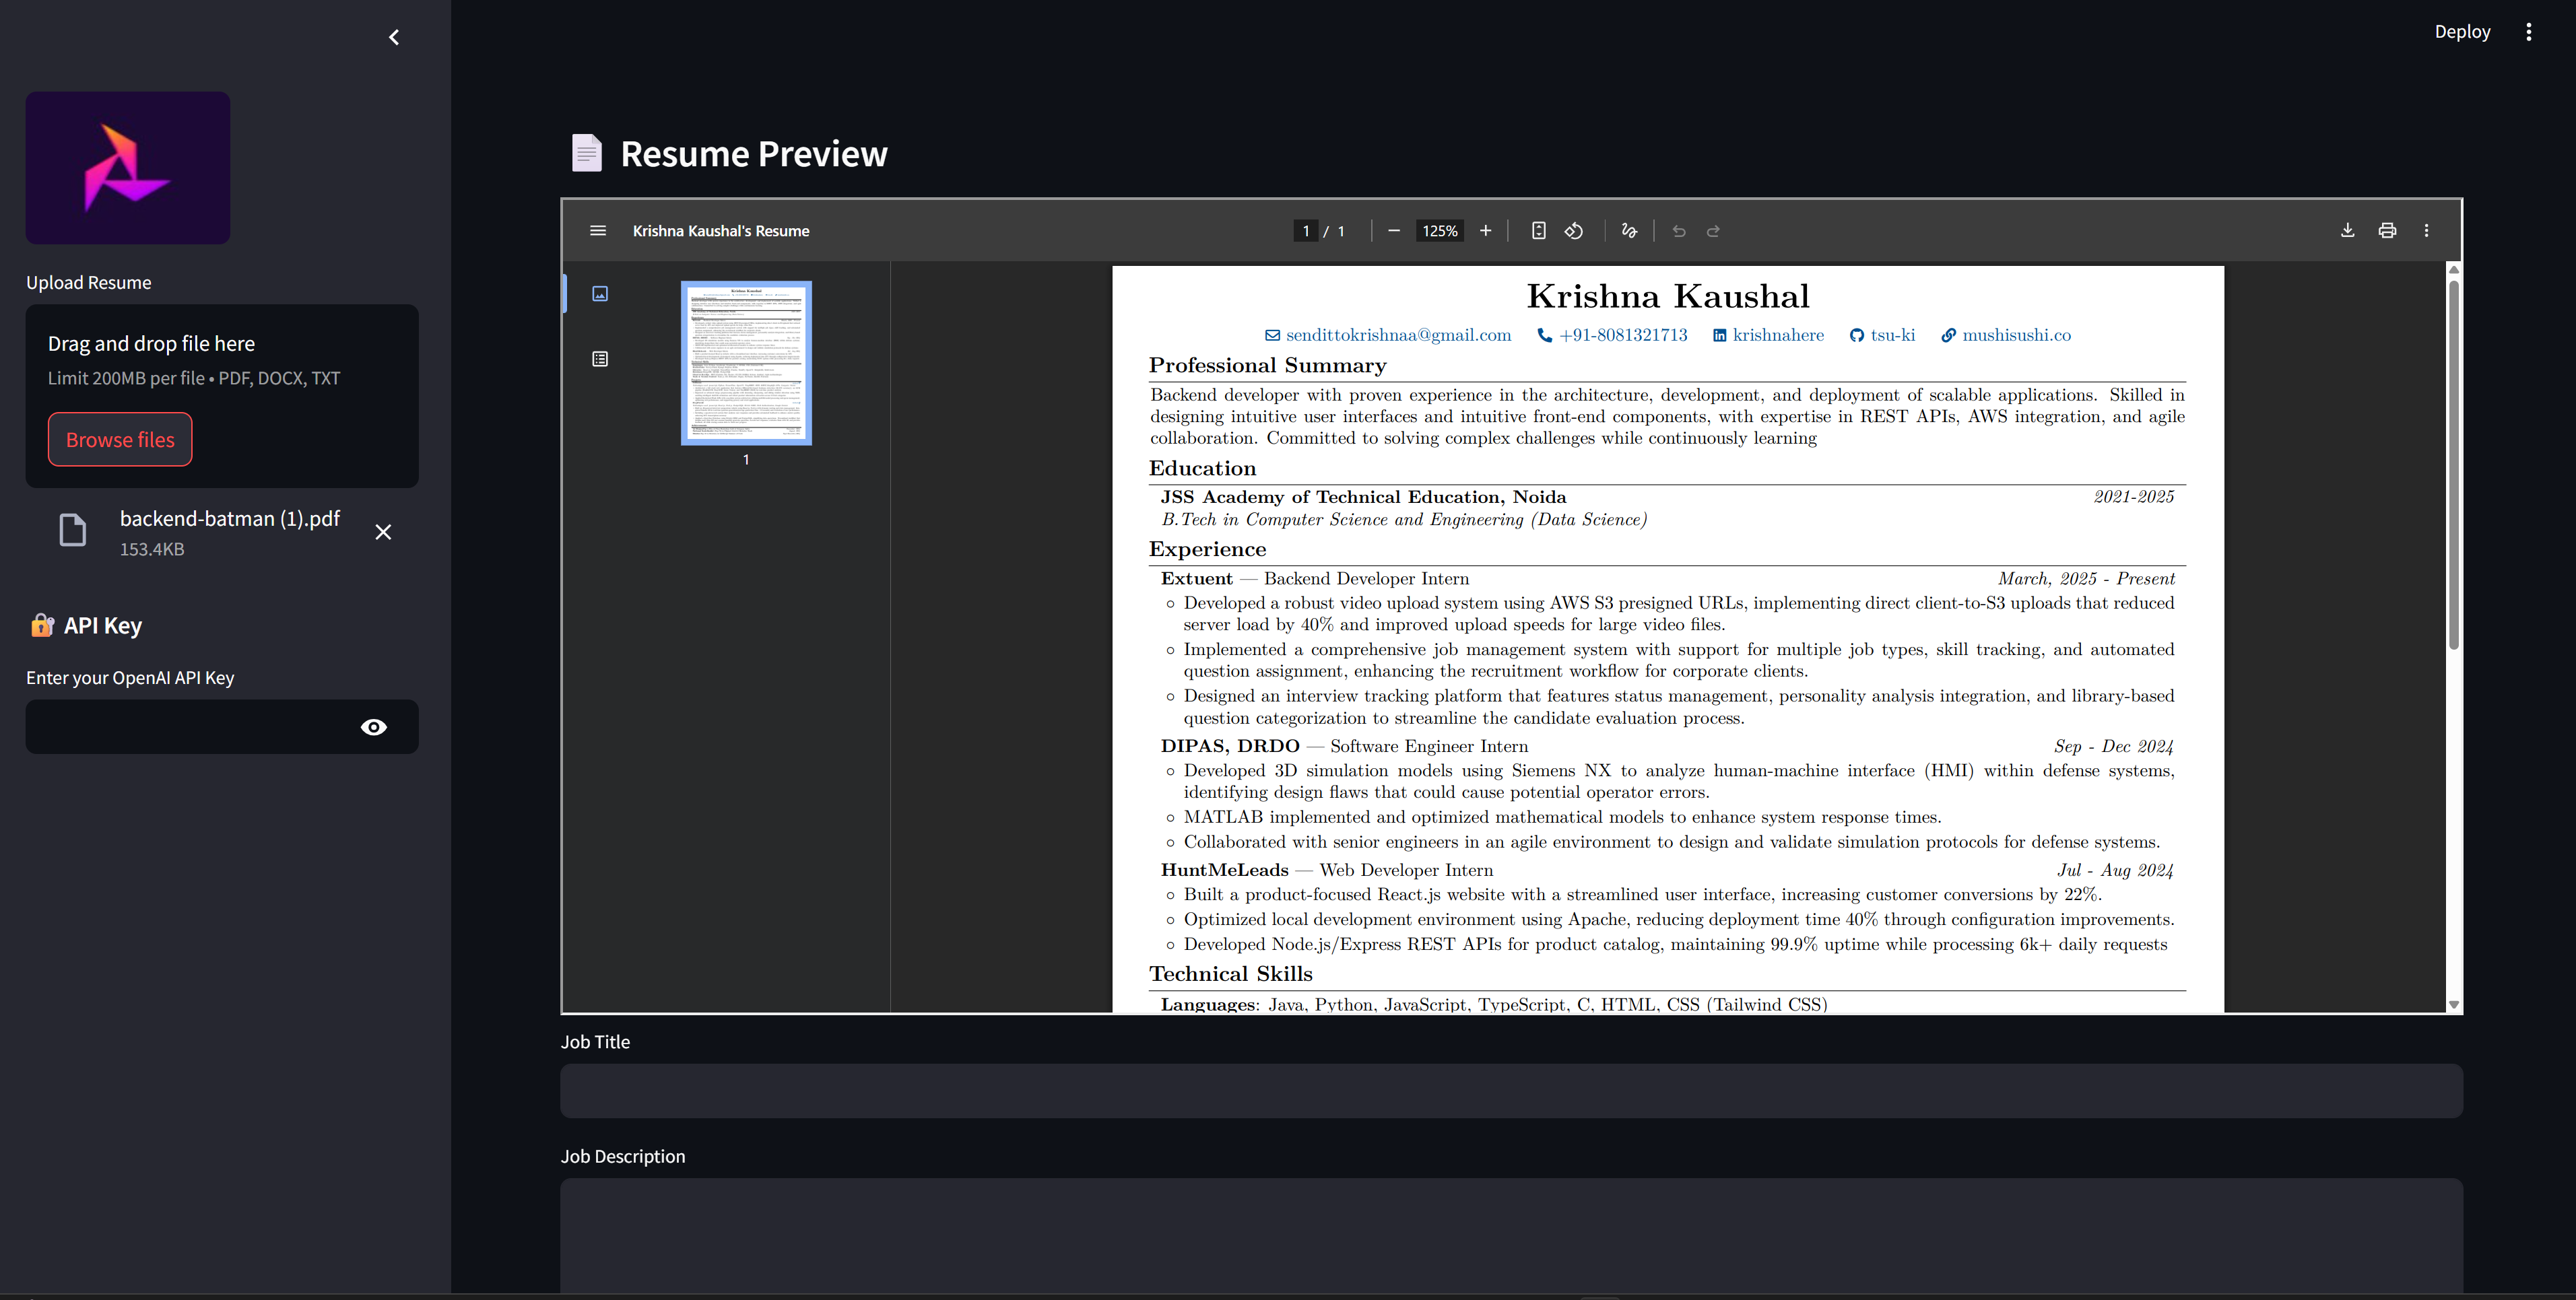 Deploy
Upload Resume
Drag and drop file here
Limit 200MB per file • PDF, DOCX, TXT
Browse files
backend-batman (1).pdf
153.4KB
API Key
Enter your OpenAI API Key
Resume Preview
Krishna Kaushal's Resume
1 / 1
125%
1
Krishna Kaushal
sendittokrishnaa@gmail.com +91-8081321713 krishnahere tsu-ki mushisushi.co
Professional Summary
Backend developer with proven experience in the architecture, development, and deployment of scalable applications. Skilled in
designing intuitive user interfaces and intuitive front-end components, with expertise in REST APIs, AWS integration, and agile
collaboration. Committed to solving complex challenges while continuously learning
Education
JSS Academy of Technical Education, Noida 2021-2025
B.Tech in Computer Science and Engineering (Data Science)
Experience
Extuent — Backend Developer Intern March, 2025 - Present
Developed a robust video upload system using AWS S3 presigned URLs, implementing direct client-to-S3 uploads that reduced
server load by 40% and improved upload speeds for large video files.
Implemented a comprehensive job management system with support for multiple job types, skill tracking, and automated
question assignment, enhancing the recruitment workflow for corporate clients.
Designed an interview tracking platform that features status management, personality analysis integration, and library-based
question categorization to streamline the candidate evaluation process.
DIPAS, DRDO — Software Engineer Intern Sep - Dec 2024
Developed 3D simulation models using Siemens NX to analyze human-machine interface (HMI) within defense systems,
identifying design flaws that could cause potential operator errors.
MATLAB implemented and optimized mathematical models to enhance system response times.
Collaborated with senior engineers in an agile environment to design and validate simulation protocols for defense systems.
HuntMeLeads — Web Developer Intern Jul - Aug 2024
Built a product-focused React.js website with a streamlined user interface, increasing customer conversions by 22%.
Optimized local development environment using Apache, reducing deployment time 40% through configuration improvements.
Developed Node.js/Express REST APIs for product catalog, maintaining 99.9% uptime while processing 6k+ daily requests
Technical Skills
Languages: Java, Python, JavaScript, TypeScript, C, HTML, CSS (Tailwind CSS)
Job Title
Job Description